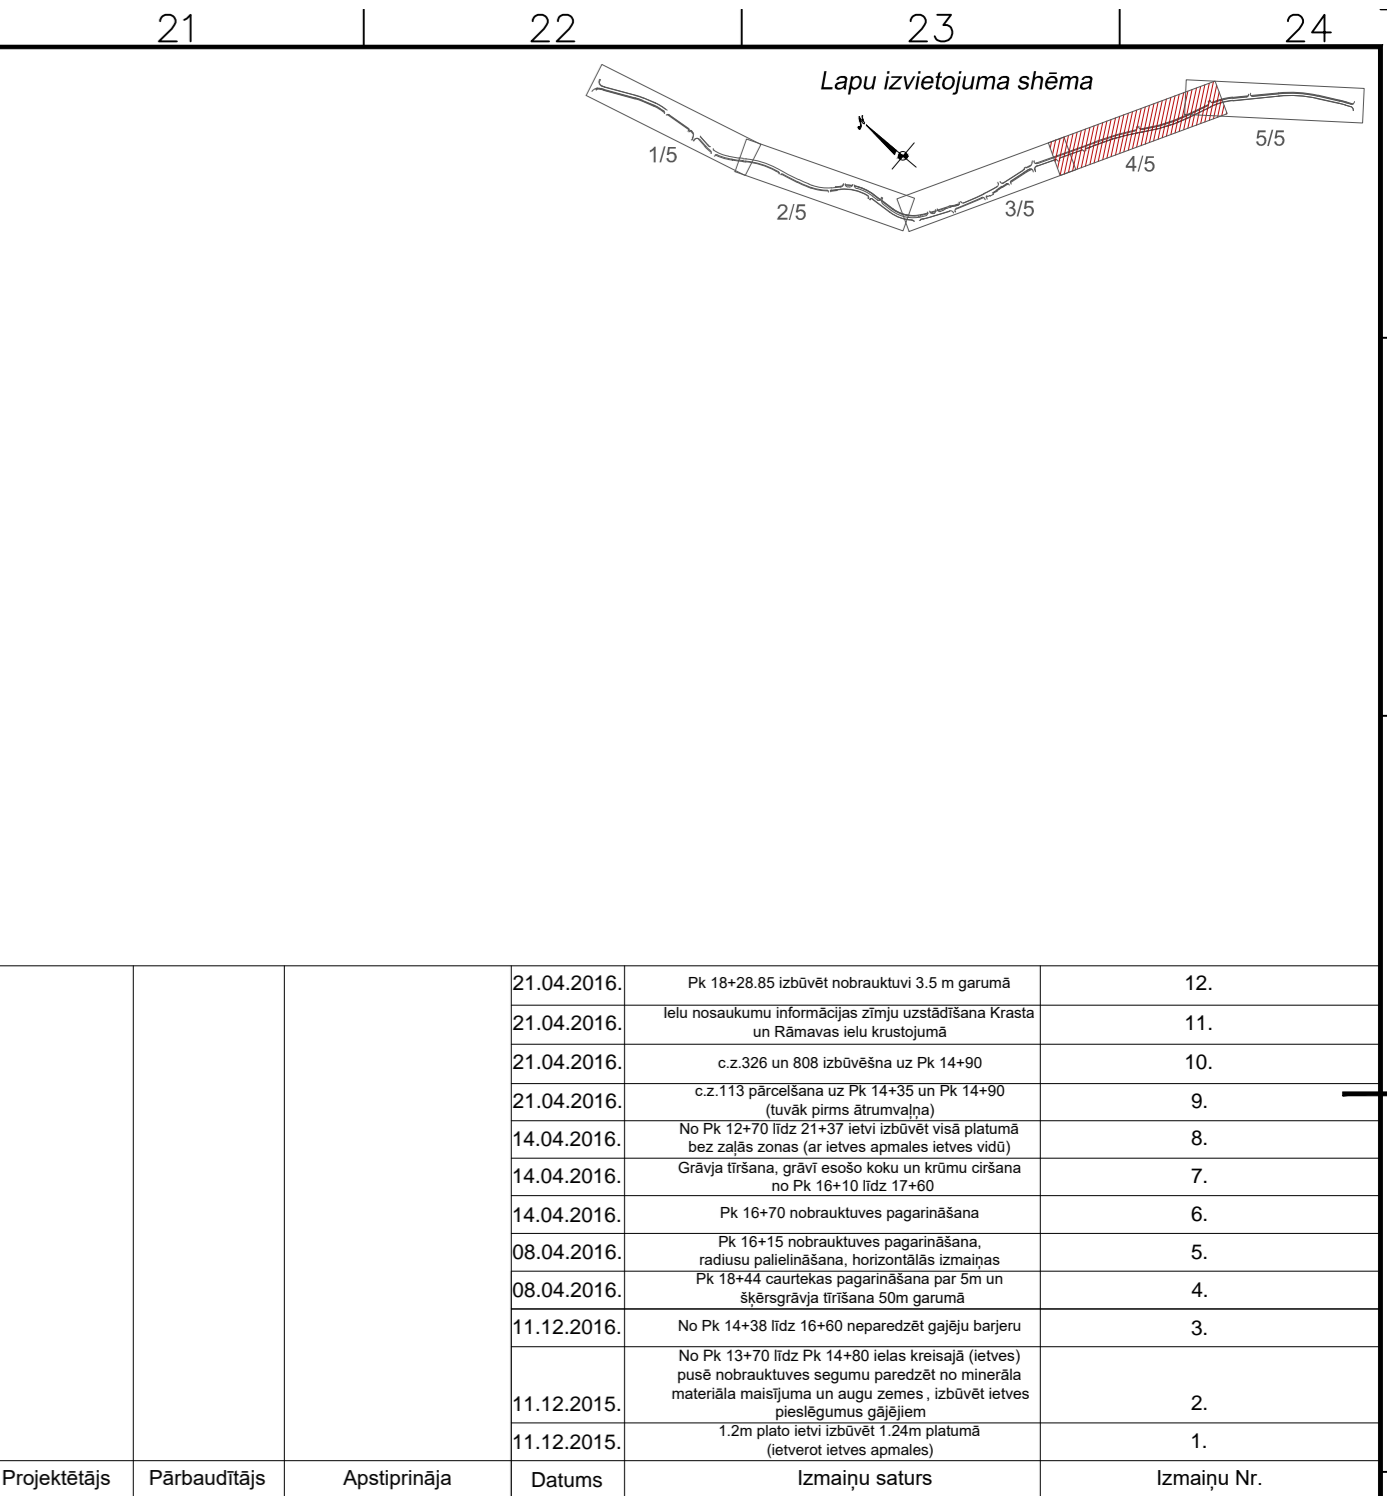 21 22 23 24
Lapu izvietojuma shēma
1/5
2/5
3/5
4/5
5/5
21.04.2016. Pk 18+28.85 izbūvēt nobrauktuvi 3.5 m garumā 12.
21.04.2016. Ielu nosaukumu informācijas zīmju uzstādīšana Krasta
un Rāmavas ielu krustojumā 11.
21.04.2016. c.z.326 un 808 izbūvēšna uz Pk 14+90 10.
21.04.2016. c.z.113 pārcelšana uz Pk 14+35 un Pk 14+90
(tuvāk pirms ātrumvaļņa) 9.
14.04.2016. No Pk 12+70 līdz 21+37 ietvi izbūvēt visā platumā
bez zaļās zonas (ar ietves apmales ietves vidū) 8.
14.04.2016. Grāvja tīršana, grāvī esošo koku un krūmu ciršana
no Pk 16+10 līdz 17+60 7.
14.04.2016. Pk 16+70 nobrauktuves pagarināšana 6.
08.04.2016. Pk 16+15 nobrauktuves pagarināšana,
radiusu palielināšana, horizontālās izmaiņas 5.
08.04.2016. Pk 18+44 caurtekas pagarināšana par 5m un
šķērsgrāvja tīrīšana 50m garumā 4.
11.12.2016. No Pk 14+38 līdz 16+60 neparedzēt gajēju barjeru 3.
No Pk 13+70 līdz Pk 14+80 ielas kreisajā (ietves)
pusē nobrauktuves segumu paredzēt no minerāla
materiāla maisījuma un augu zemes , izbūvēt ietves
11.12.2015. pieslēgumus gājējiem 2.
11.12.2015. 1.2m plato ietvi izbūvēt 1.24m platumā
(ietverot ietves apmales) 1.
Projektētājs Pārbaudītājs Apstiprināja Datums Izmaiņu saturs Izmaiņu Nr.